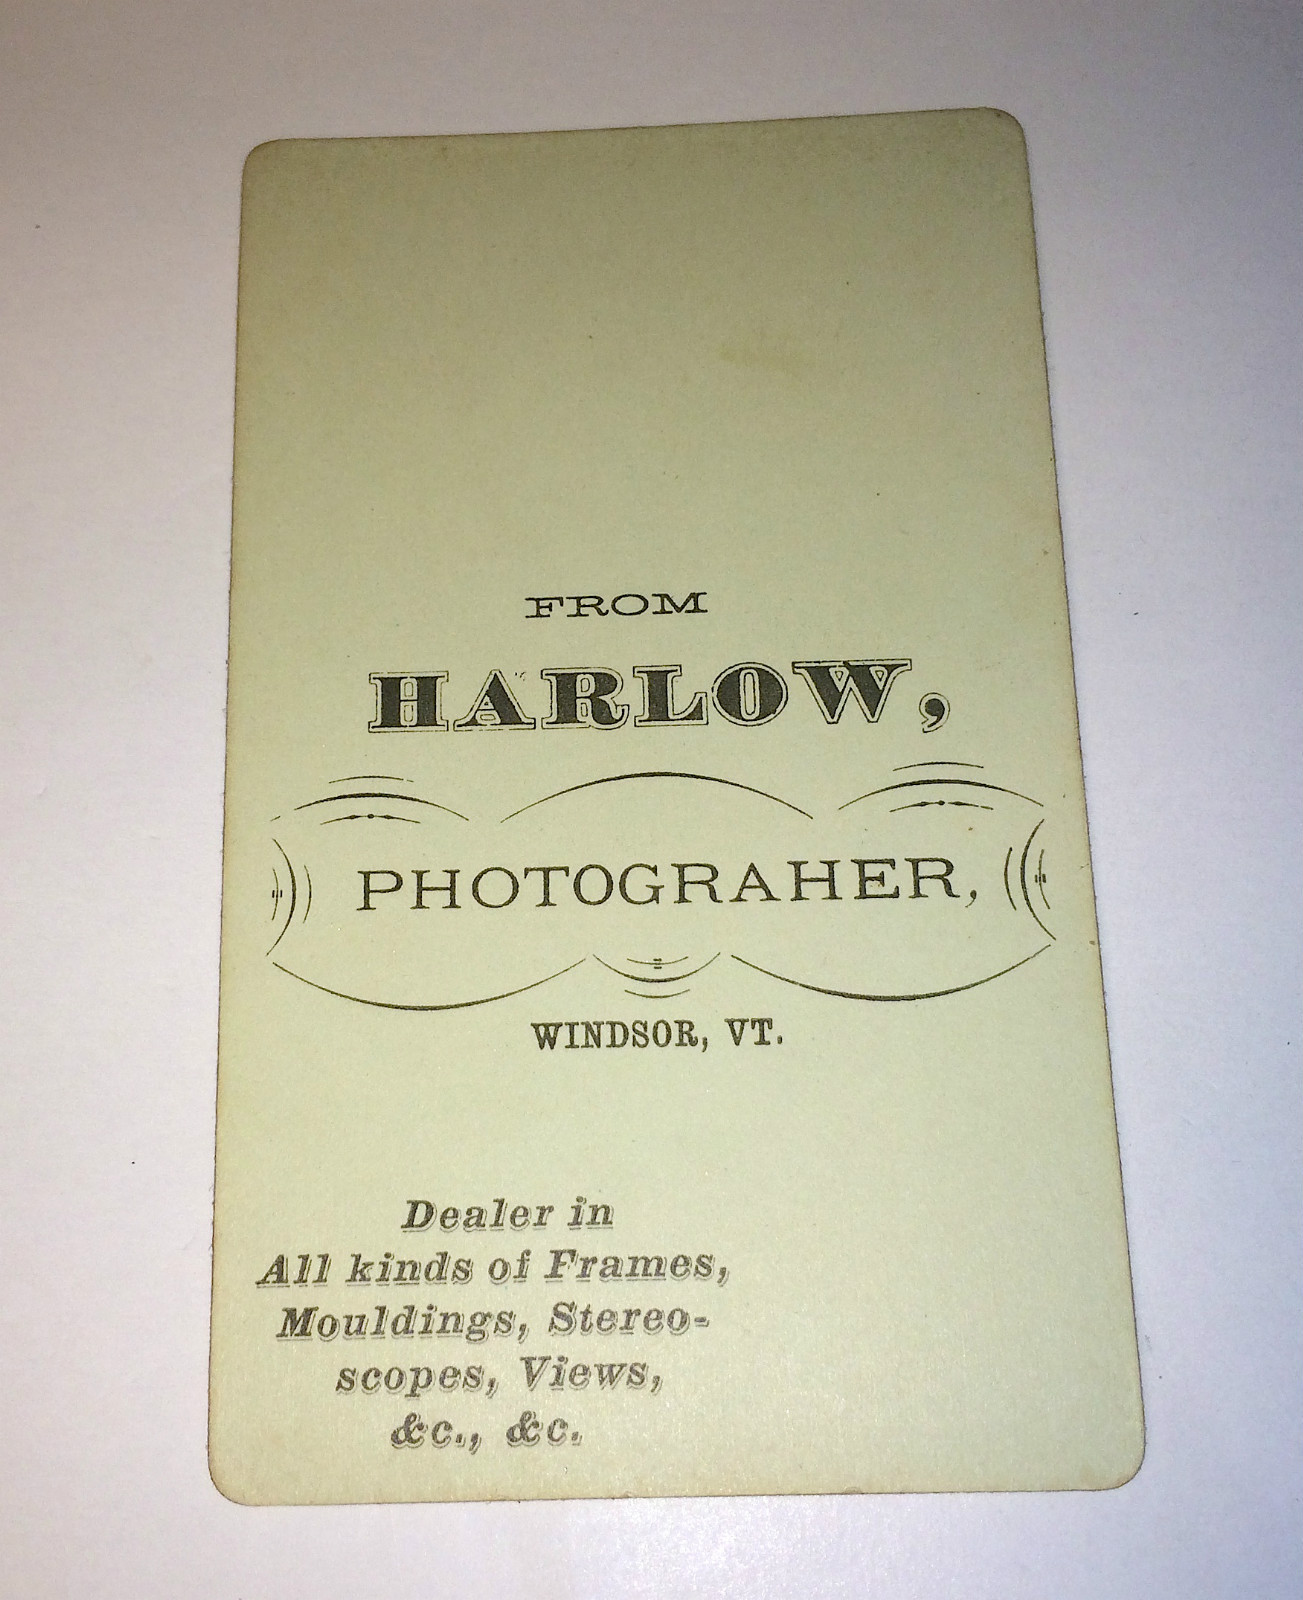 FROM
HARLOW,
PHOTOGRAHER,
WINDSOR, VT.
Dealer in
All kinds of Frames,
Mouldings, Stereo-
scopes, Views,
&c., &c.